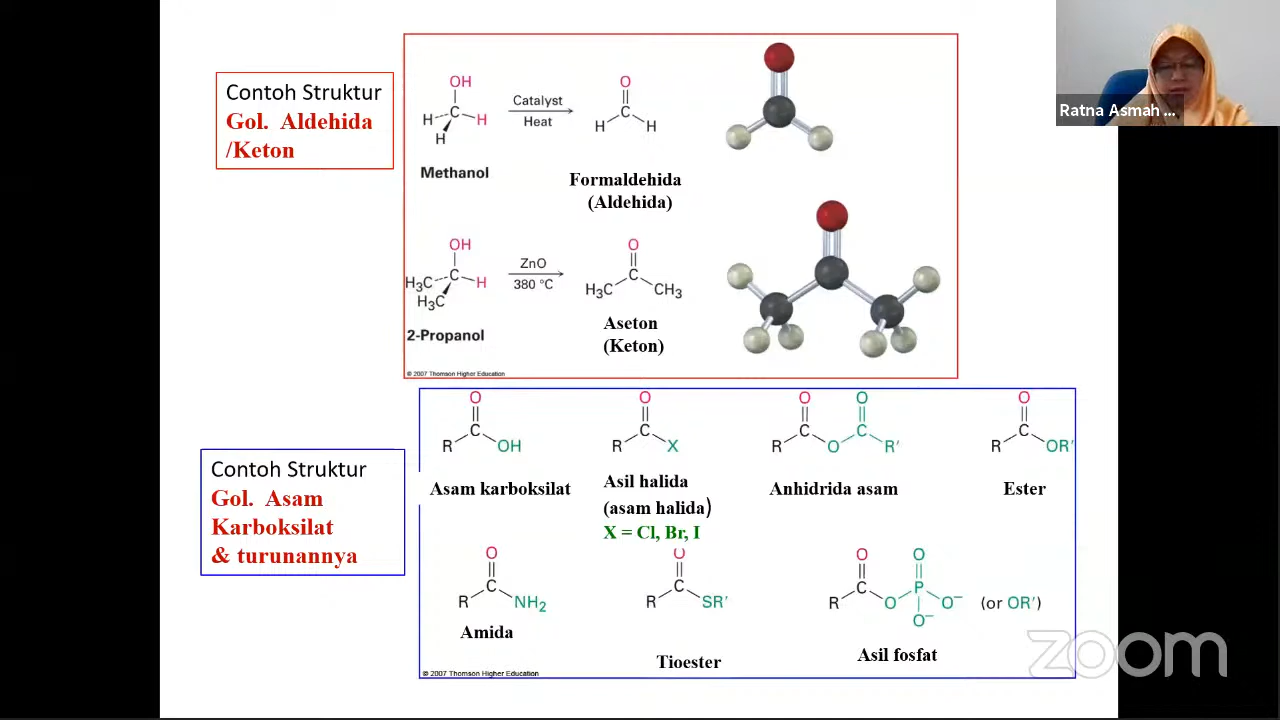 Contoh Struktur
Gol. Aldehida
/Keton
OH
H
C
H
H
Methanol
Catalyst
Heat
O
C
H
H
Formaldehida
(Aldehida)
OH
H₃C
C
H
H₃C
2-Propanol
ZnO
380 °C
O
C
H₃C
CH₃
Aseton
(Keton)
© 2007 Thomson Higher Education
Ratna Asmah ...
Contoh Struktur
Gol. Asam
Karboksilat
& turunannya
O
C
R
OH
Asam karboksilat
O
C
R
X
Asil halida
(asam halida)
X = Cl, Br, I
O
O
C
C
R
O
R′
Anhidrida asam
O
C
R
OR′
Ester
O
C
R
NH₂
Amida
O
C
R
SR′
Tioester
O
O
C
P
R
O
O⁻
(or OR′)
O⁻
Asil fosfat
© 2007 Thomson Higher Education
zoom